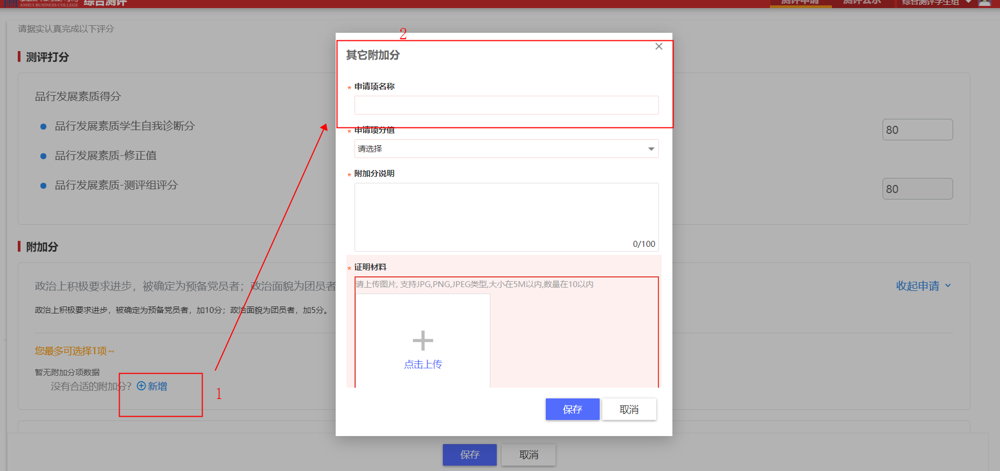 ANHUI BUSINESS COLLEGE
综合测评
测评申请
测评公示
综合测评学生组
请据实认真完成以下评分
测评打分
品行发展素质得分
品行发展素质学生自我诊断分
80
品行发展素质-修正值
品行发展素质-测评组评分
80
附加分
政治上积极要求进步，被确定为预备党员者；政治面貌为团员者
收起申请
政治上积极要求进步，被确定为预备党员者，加10分；政治面貌为团员者，加5分。
您最多可选择1项～
暂无附加分项数据
没有合适的附加分？ 新增
1
2
其它附加分
* 申请项名称
* 申请项分值
请选择
* 附加分说明
0/100
* 证明材料
请上传图片, 支持JPG,PNG,JPEG类型,大小在5M以内,数量在10以内
点击上传
保存
取消
保存
取消